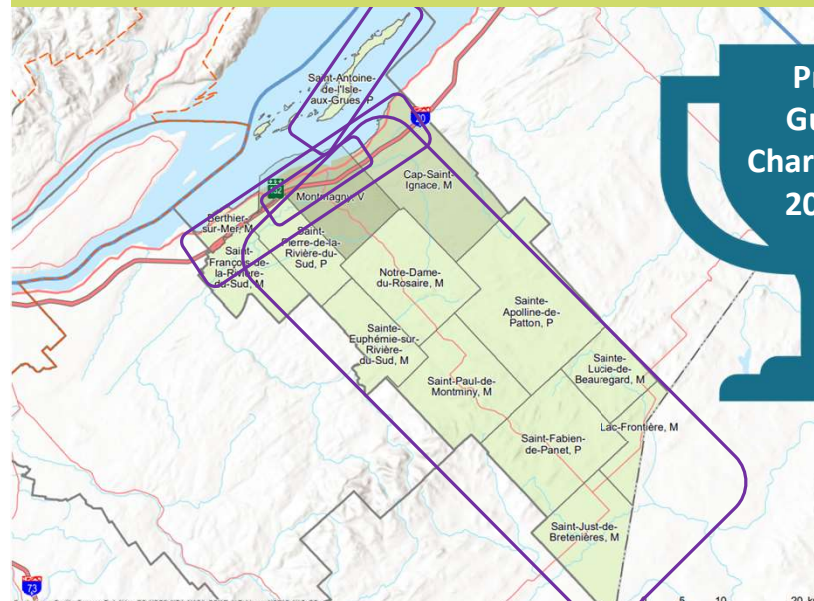 Saint-Antoine-
de-l'Isle-
aux-Grues, P
20
Cap-Saint-
Ignace, M
Montmagny, V
Berthier-
sur-Mer, M
Saint-
Pierre-de-la-
Rivière-du-
Sud, P
Saint-
François-de-
la-Rivière-
du-Sud, M
Notre-Dame-
du-Rosaire, M
Sainte-
Apolline-de-
Patton, P
Sainte-
Euphémie-sur-
Rivière-
du-Sud, M
Sainte-
Lucie-de-
Beauregard, M
Saint-Paul-de-
Montminy, M
Lac-Frontière, M
Saint-Fabien-
de-Panet, P
Saint-Just-de-
Bretenières, M
73
5 10 20
Pr
Gu
Char
20